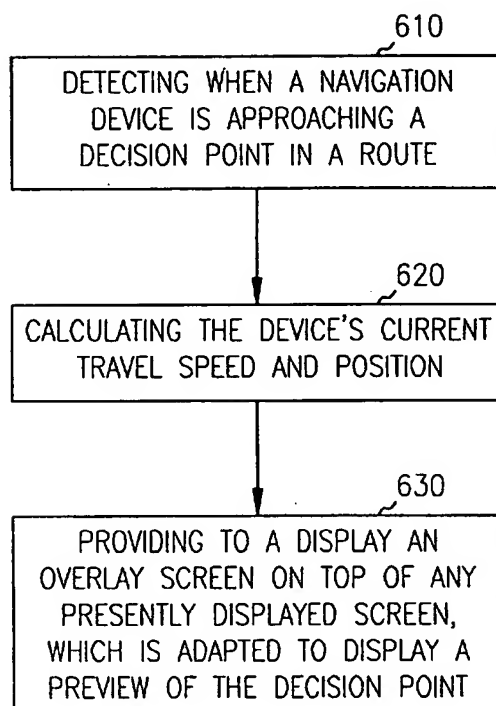 610
DETECTING WHEN A NAVIGATION
DEVICE IS APPROACHING A
DECISION POINT IN A ROUTE
620
CALCULATING THE DEVICE'S CURRENT
TRAVEL SPEED AND POSITION
630
PROVIDING TO A DISPLAY AN
OVERLAY SCREEN ON TOP OF ANY
PRESENTLY DISPLAYED SCREEN,
WHICH IS ADAPTED TO DISPLAY A
PREVIEW OF THE DECISION POINT